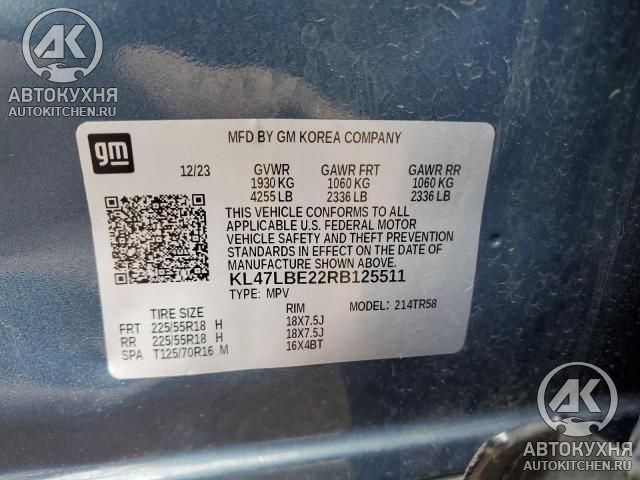 АВТОКУХНЯ
AUTOKITCHEN.RU
gm
MFD BY GM KOREA COMPANY
12/23 GVWR GAWR FRT GAWR RR
1930 KG 1060 KG 1060 KG
4255 LB 2336 LB 2336 LB
THIS VEHICLE CONFORMS TO ALL
APPLICABLE U.S. FEDERAL MOTOR
VEHICLE SAFETY AND THEFT PREVENTION
STANDARDS IN EFFECT ON THE DATE OF
MANUFACTURE SHOWN ABOVE.
KL47LBE22RB125511
TYPE: MPV MODEL: 214TR58
TIRE SIZE RIM
FRT 225/55R18 H 18X7.5J
RR 225/55R18 H 18X7.5J
SPA T125/70R16 M 16X4BT
АВТОКУХНЯ
AUTOKITCHEN.RU